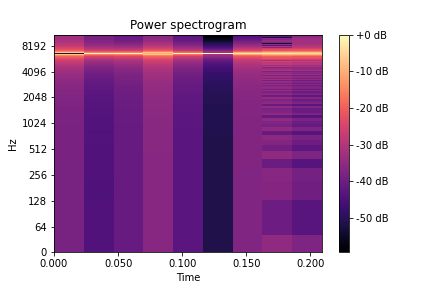 Power spectrogram
8192
4096
2048
1024
512
256
128
64
0
Hz
0.000 0.050 0.100 0.150 0.200
Time
+0 dB
-10 dB
-20 dB
-30 dB
-40 dB
-50 dB